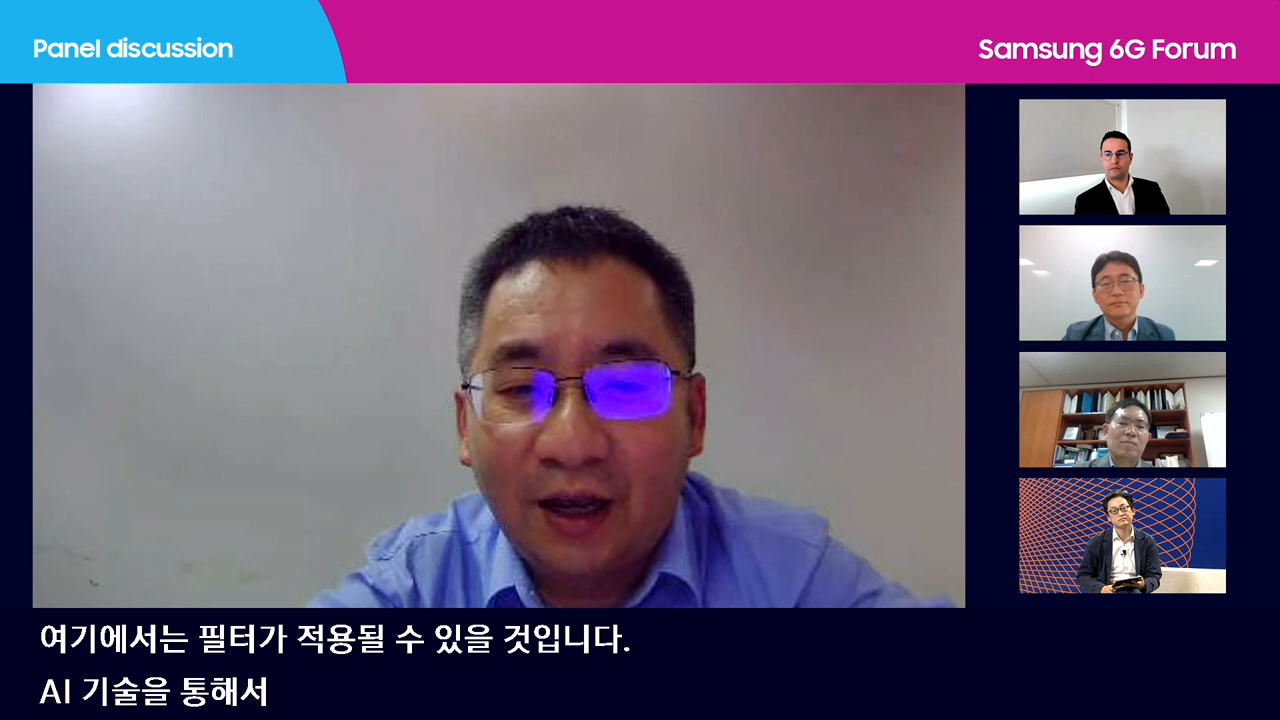 Panel discussion
Samsung 6G Forum
여기에서는 필터가 적용될 수 있을 것입니다.
AI 기술을 통해서